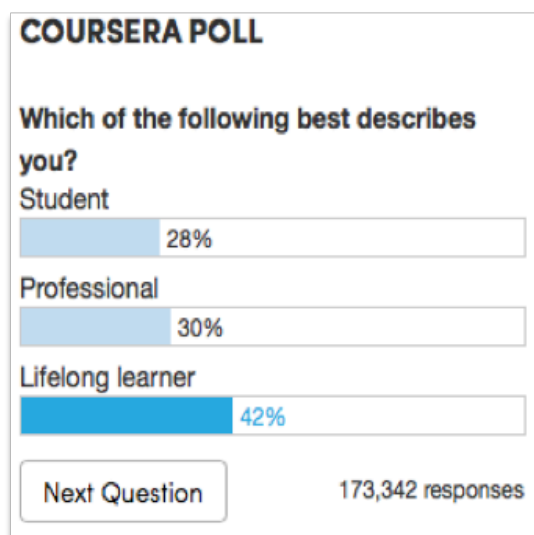 COURSERA POLL
Which of the following best describes
you?
Student
28%
Professional
30%
Lifelong learner
42%
Next Question
173,342 responses